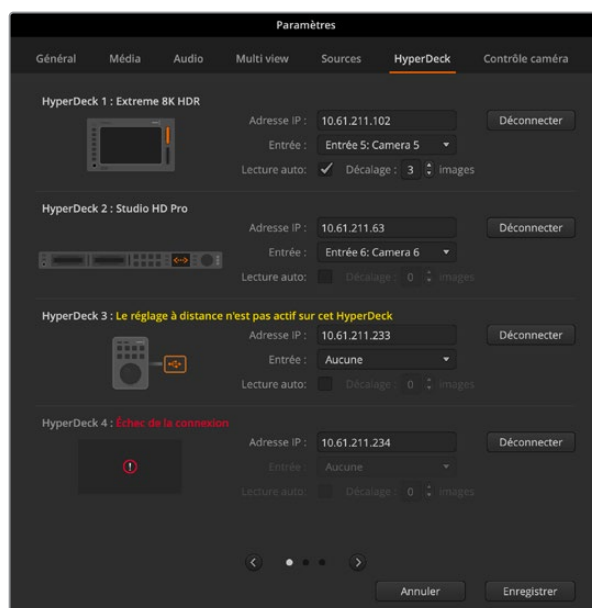 Paramètres
Général Média Audio Multi view Sources HyperDeck Contrôle caméra
HyperDeck 1 : Extreme 8K HDR
Adresse IP : 10.61.211.102 Déconnecter
Entrée : Entrée 5: Camera 5
Lecture auto: Décalage : 3 images
HyperDeck 2 : Studio HD Pro
Adresse IP : 10.61.211.63 Déconnecter
Entrée : Entrée 6: Camera 6
Lecture auto: Décalage : 0 images
HyperDeck 3 : Le réglage à distance n'est pas actif sur cet HyperDeck
Adresse IP : 10.61.211.233 Déconnecter
Entrée : Aucune
Lecture auto: Décalage : 0 images
HyperDeck 4 : Échec de la connexion
Adresse IP : 10.61.211.234 Déconnecter
Entrée : Aucune
Lecture auto: Décalage : 0 images
Annuler Enregistrer